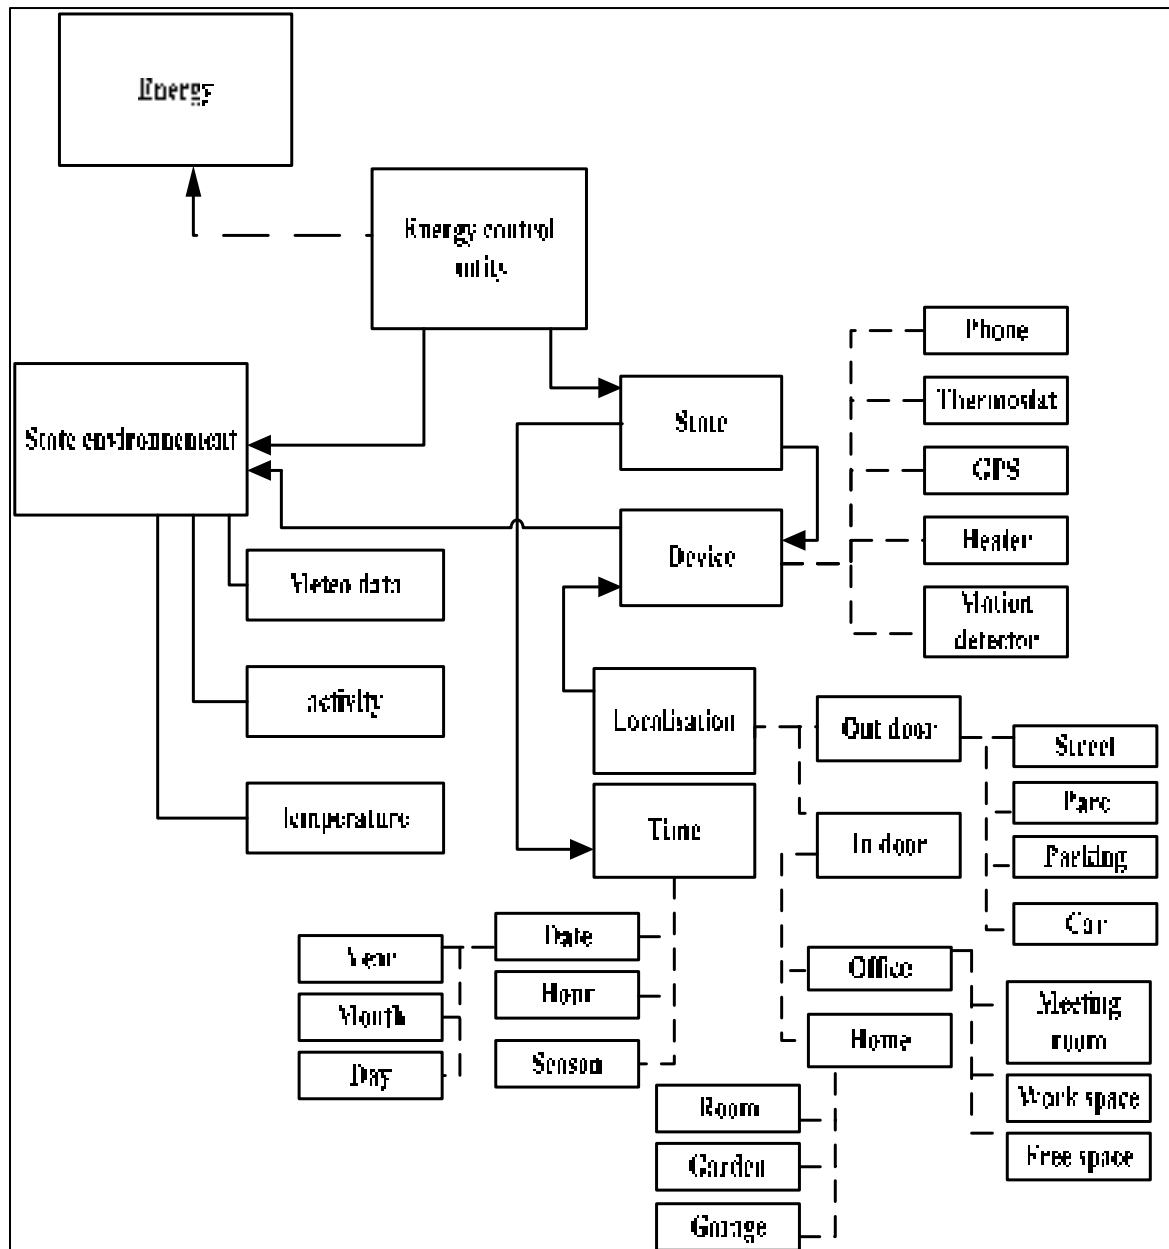 Energy
Energy control
entity
Phone
Thermostat
State
State environnement
GPS
Device
Heater
Meteo data
Motion
detector
activity
Localisation
Out door
Street
Parc
temperature
Time
In door
Parking
Car
Date
Year
Office
Hour
Month
Meeting
room
Home
Season
Day
Work space
Room
Free space
Garden
Garage